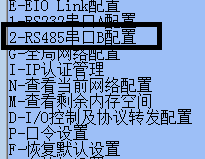 E-EIO Link配置
1-RS232串口A配置
2-RS485串口B配置
G-全局网络配置
I-IP认证管理
N-查看当前网络配置
M-查看剩余内存空间
D-I/O控制及协议转发配置
P-口令设置
F-恢复默认设置